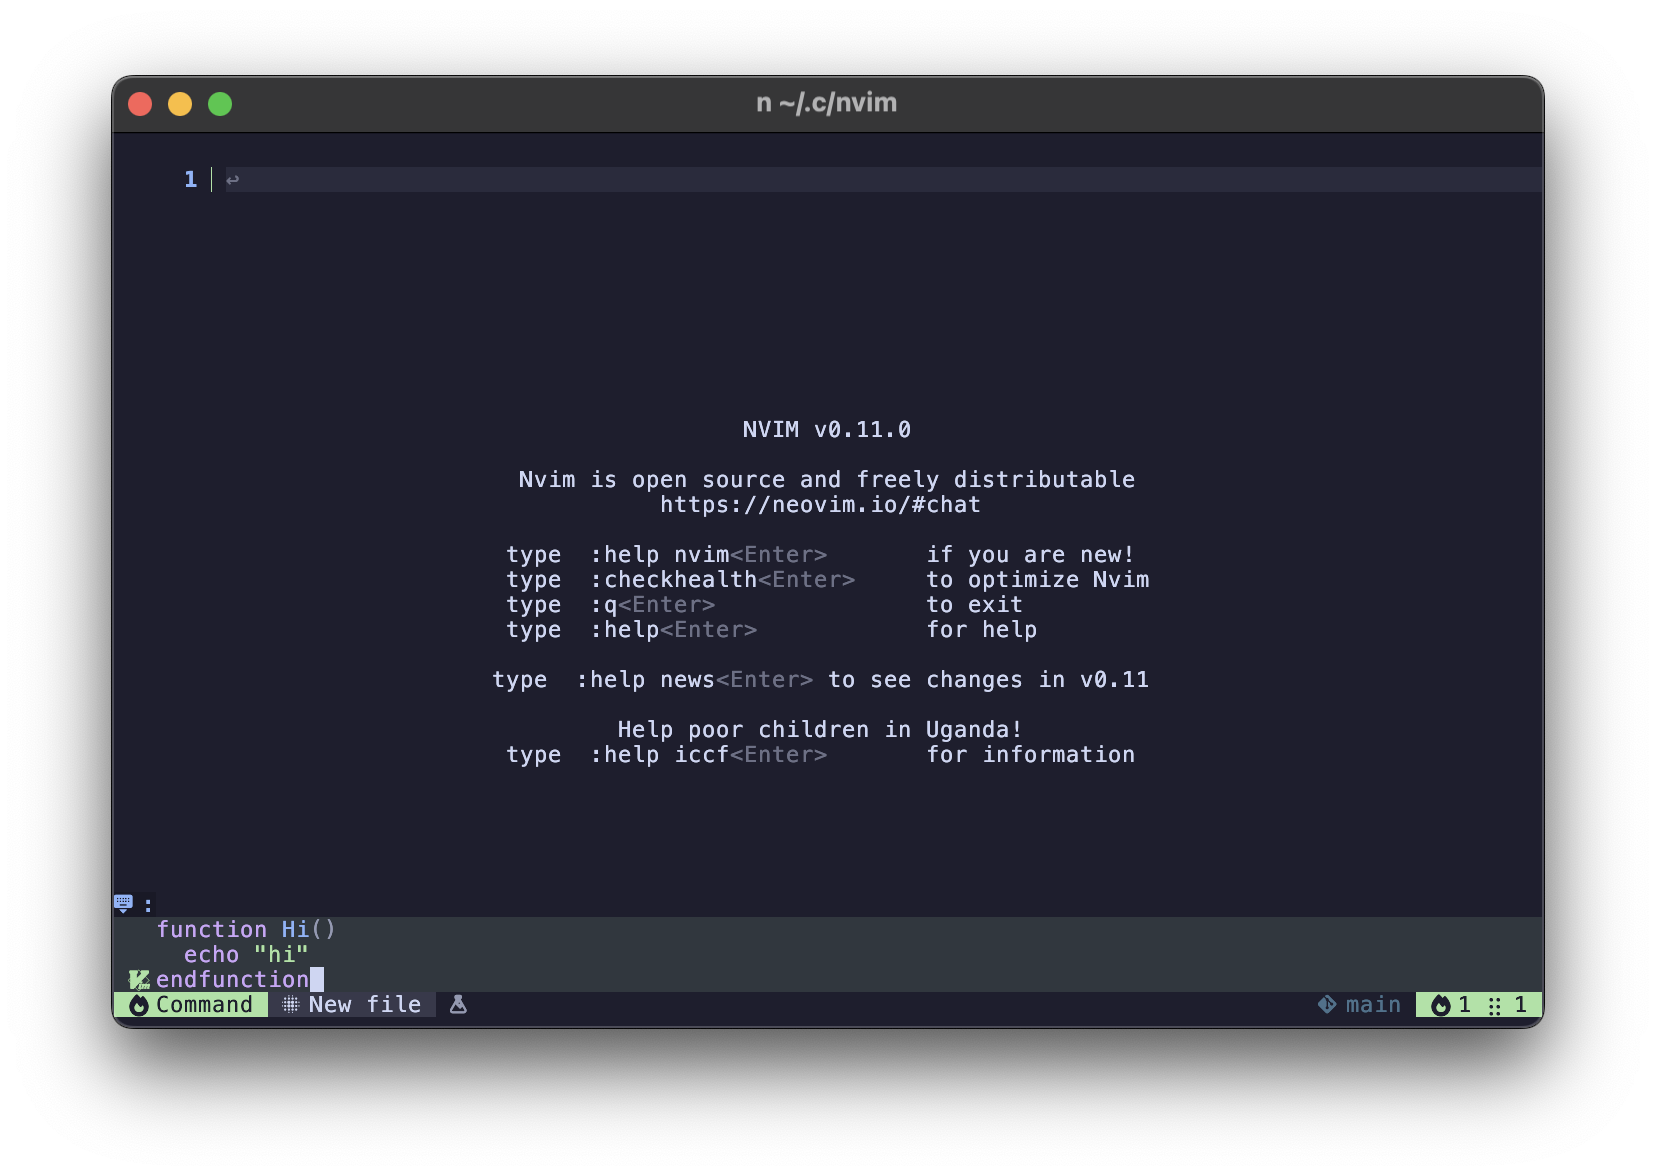 n ~/.c/nvim
1 ↩
NVIM v0.11.0
Nvim is open source and freely distributable
https://neovim.io/#chat
type  :help nvim<Enter>       if you are new!
type  :checkhealth<Enter>     to optimize Nvim
type  :q<Enter>               to exit
type  :help<Enter>            for help
type  :help news<Enter> to see changes in v0.11
Help poor children in Uganda!
type  :help iccf<Enter>       for information
:
function Hi()
  echo "hi"
endfunction
Command New file main 1 1